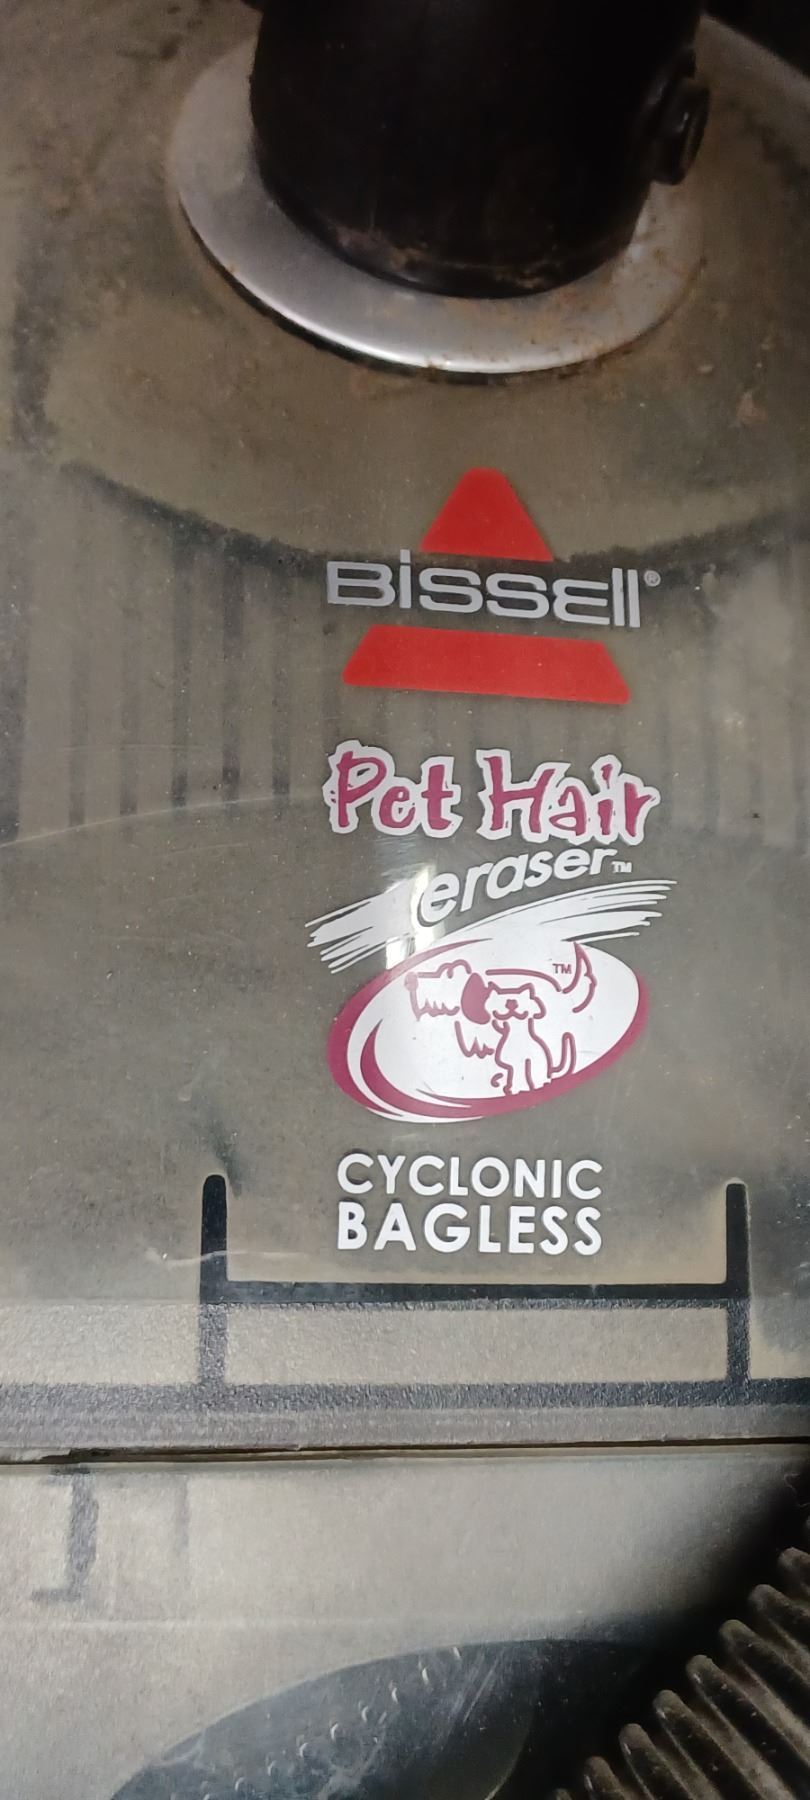 Bissell®
Pet Hair
eraser™
™
CYCLONIC
BAGLESS